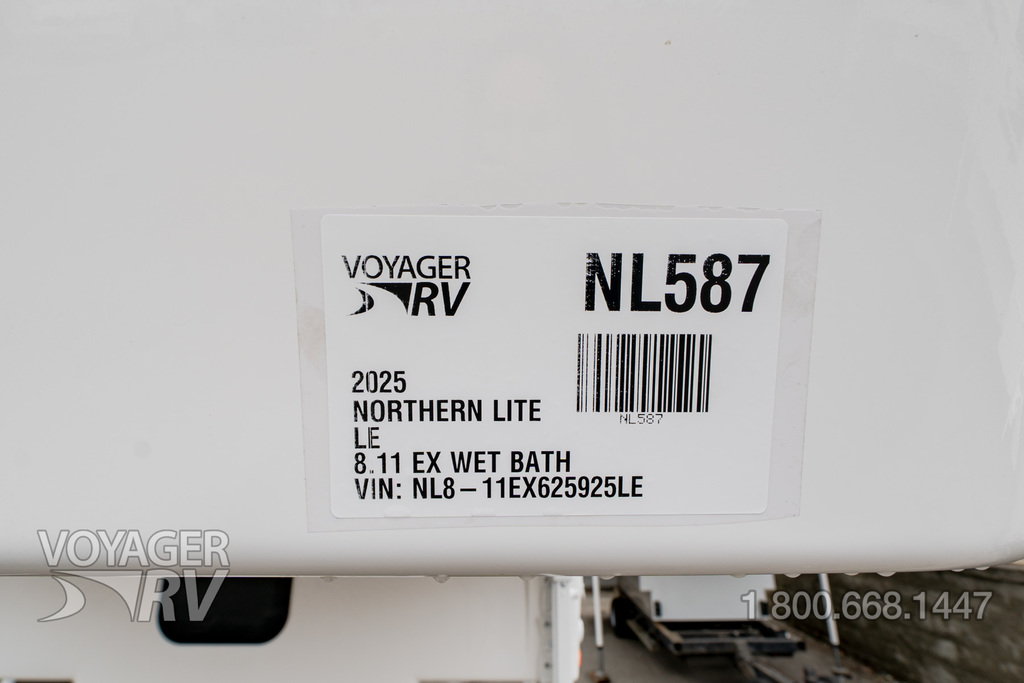 VOYAGER
RV
NL587
NL587
2025
NORTHERN LITE
LE
8.11 EX WET BATH
VIN: NL8-11EX625925LE
VOYAGER
RV
1 800.668.1447